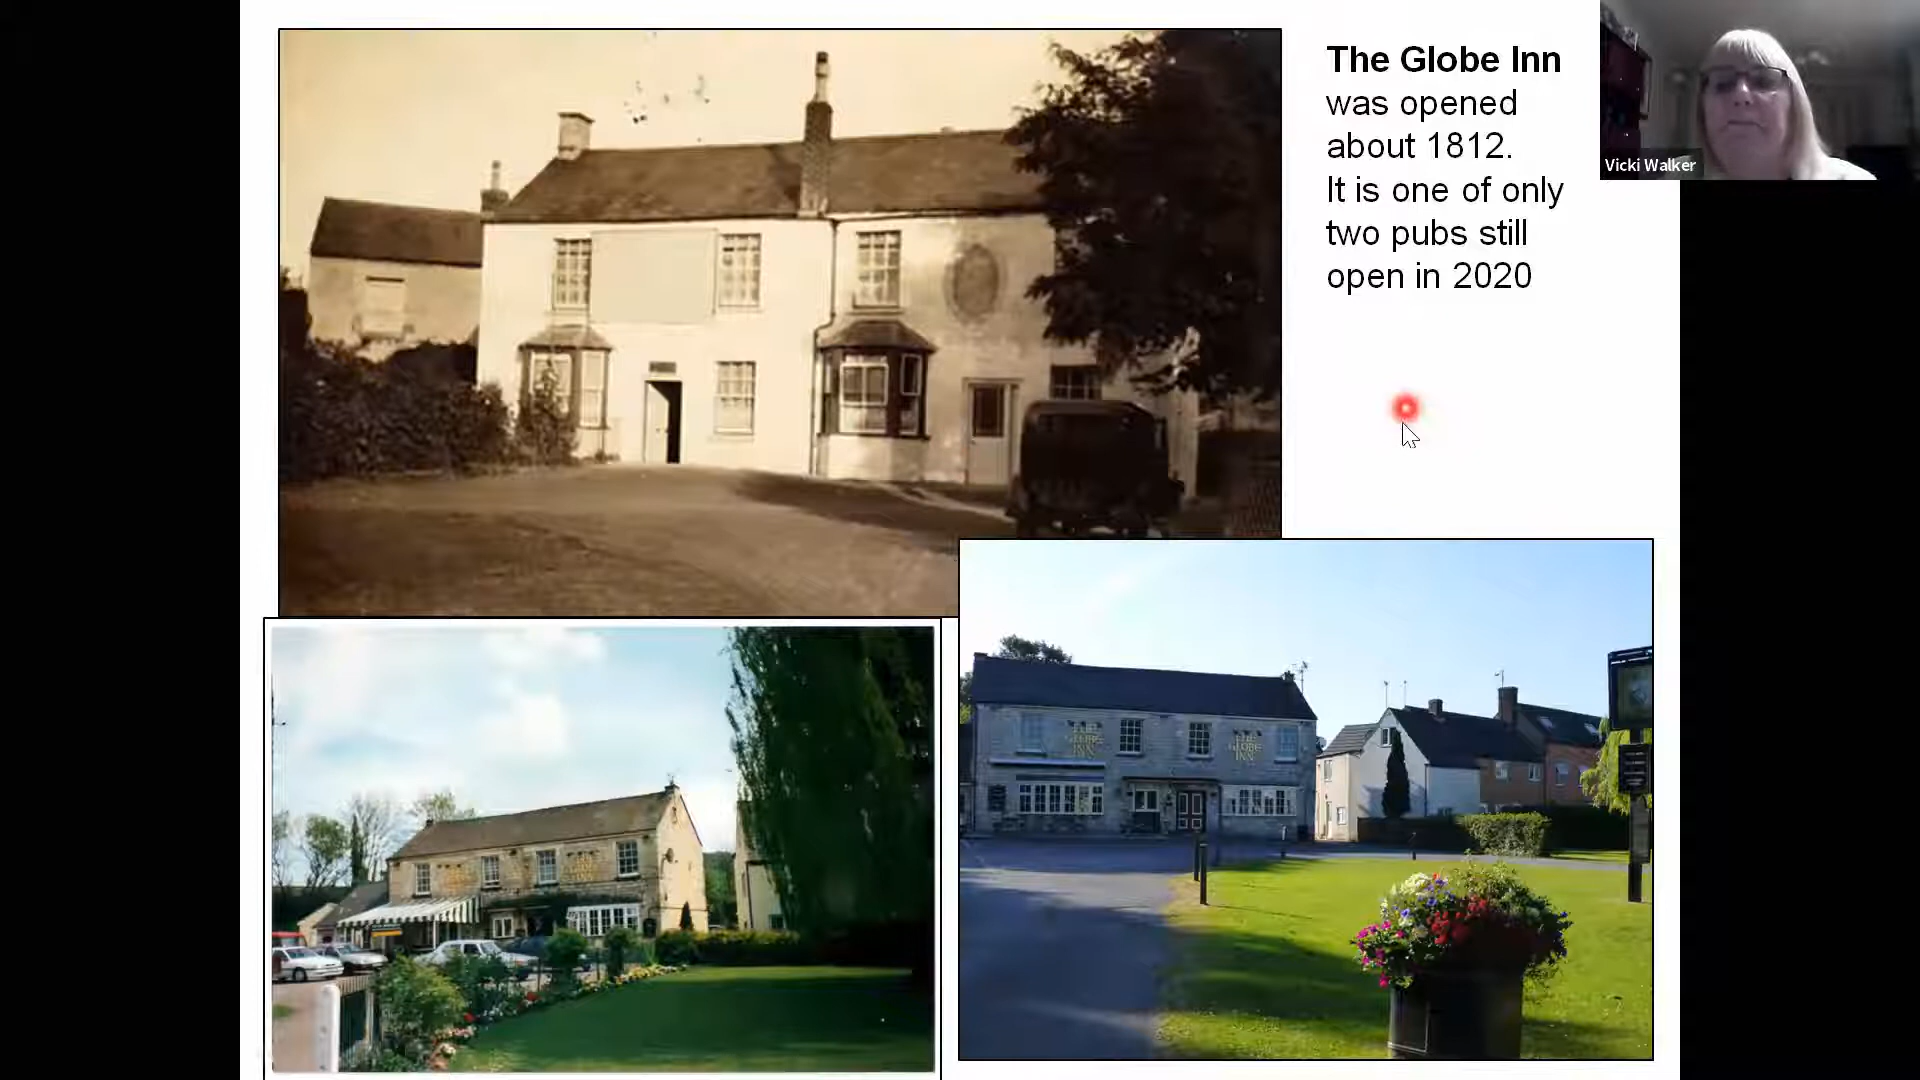 The Globe Inn
was opened
about 1812.
It is one of only
two pubs still
open in 2020
Vicki Walker
THE
GLOBE
INN
THE
GLOBE
INN